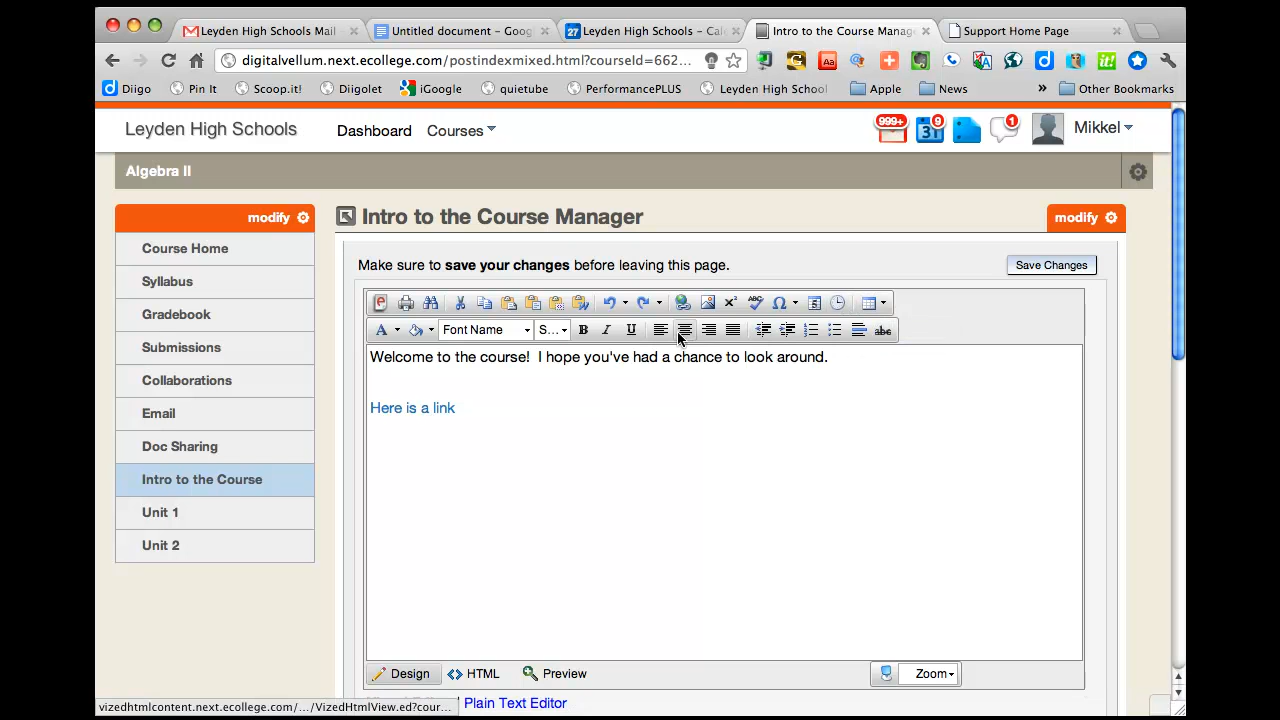 Leyden High Schools Mail
Untitled document – Goog
27 Leyden High Schools – Cal
Intro to the Course Manag
Support Home Page
digitalvellum.next.ecollege.com/postindexmixed.html?courseId=662...
Diigo
Pin It
Scoop.it!
Diigolet
iGoogle
quietube
PerformancePLUS
Leyden High School
Apple
News
»
Other Bookmarks
Leyden High Schools
Dashboard
Courses
999+
31
9
1
Mikkel
Algebra II
modify
Course Home
Syllabus
Gradebook
Submissions
Collaborations
Email
Doc Sharing
Intro to the Course
Unit 1
Unit 2
Intro to the Course Manager
modify
Make sure to save your changes before leaving this page.
Save Changes
Font Name
S...
B I U
abc
Welcome to the course!  I hope you've had a chance to look around.
Here is a link
Design
HTML
Preview
Zoom
Plain Text Editor
vizedhtmlcontent.next.ecollege.com/.../VizedHtmlView.ed?cour...